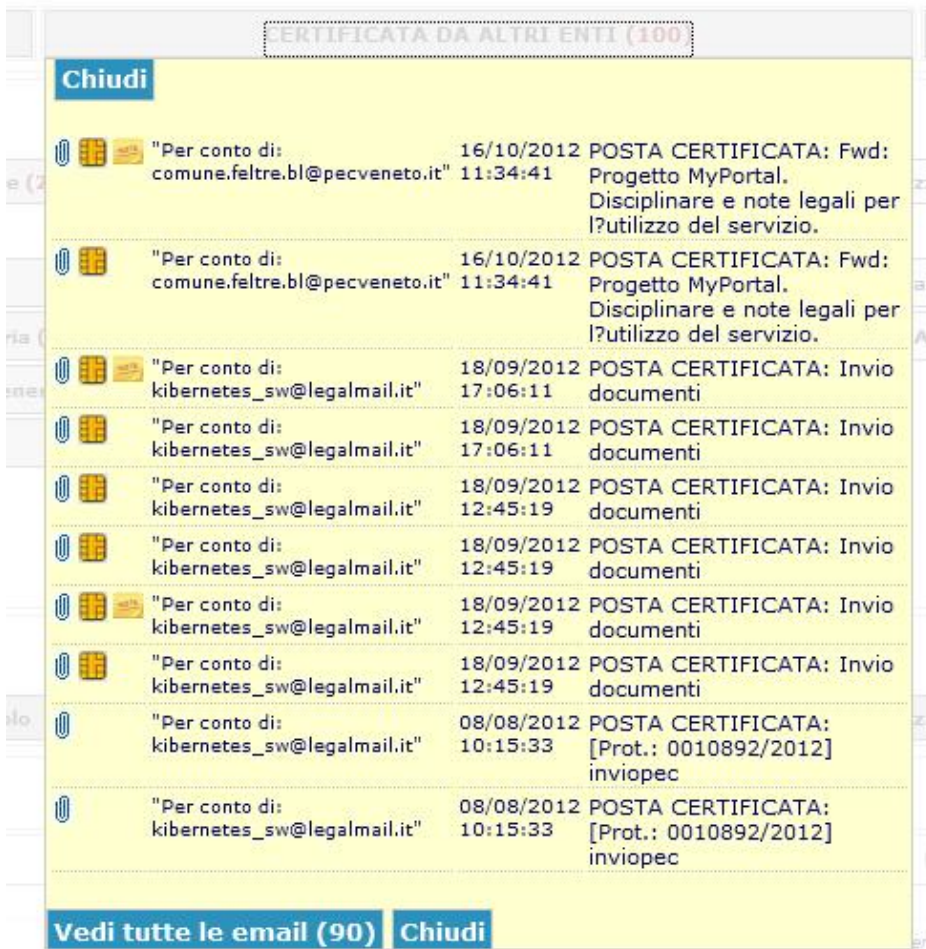 CERTIFICATA DA ALTRI ENTI (100)
Chiudi
"Per conto di: 16/10/2012 POSTA CERTIFICATA: Fwd:
comune.feltre.bl@pecveneto.it" 11:34:41 Progetto MyPortal.
Disciplinare e note legali per
l?utilizzo del servizio.
"Per conto di: 16/10/2012 POSTA CERTIFICATA: Fwd:
comune.feltre.bl@pecveneto.it" 11:34:41 Progetto MyPortal.
Disciplinare e note legali per
l?utilizzo del servizio.
"Per conto di: 18/09/2012 POSTA CERTIFICATA: Invio
kibernetes_sw@legalmail.it" 17:06:11 documenti
"Per conto di: 18/09/2012 POSTA CERTIFICATA: Invio
kibernetes_sw@legalmail.it" 17:06:11 documenti
"Per conto di: 18/09/2012 POSTA CERTIFICATA: Invio
kibernetes_sw@legalmail.it" 12:45:19 documenti
"Per conto di: 18/09/2012 POSTA CERTIFICATA: Invio
kibernetes_sw@legalmail.it" 12:45:19 documenti
"Per conto di: 18/09/2012 POSTA CERTIFICATA: Invio
kibernetes_sw@legalmail.it" 12:45:19 documenti
"Per conto di: 18/09/2012 POSTA CERTIFICATA: Invio
kibernetes_sw@legalmail.it" 12:45:19 documenti
"Per conto di: 08/08/2012 POSTA CERTIFICATA:
kibernetes_sw@legalmail.it" 10:15:33 [Prot.: 0010892/2012]
inviopec
"Per conto di: 08/08/2012 POSTA CERTIFICATA:
kibernetes_sw@legalmail.it" 10:15:33 [Prot.: 0010892/2012]
inviopec
Vedi tutte le email (90) Chiudi